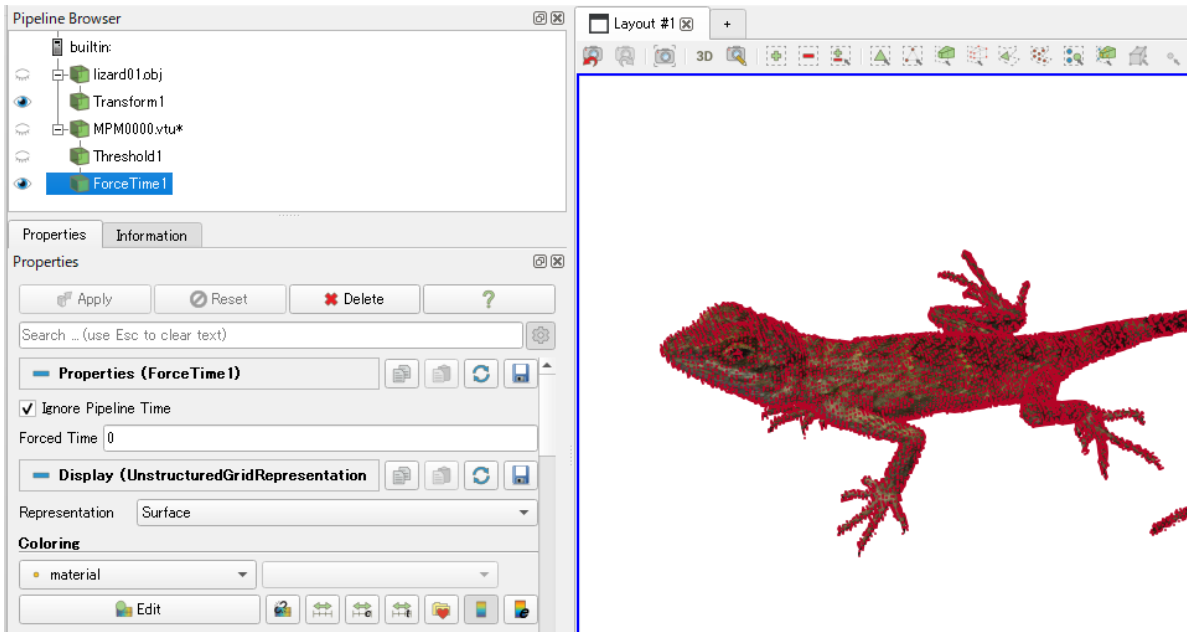 Pipeline Browser
builtin:
lizard01.obj
Transform1
MPM0000.vtu*
Threshold1
ForceTime1
Properties Information
Properties
Apply Reset Delete ?
Search ... (use Esc to clear text)
Properties (ForceTime1)
Ignore Pipeline Time
Forced Time 0
Display (UnstructuredGridRepresentation
Representation Surface
Coloring
material
Edit
Layout #1 +
3D